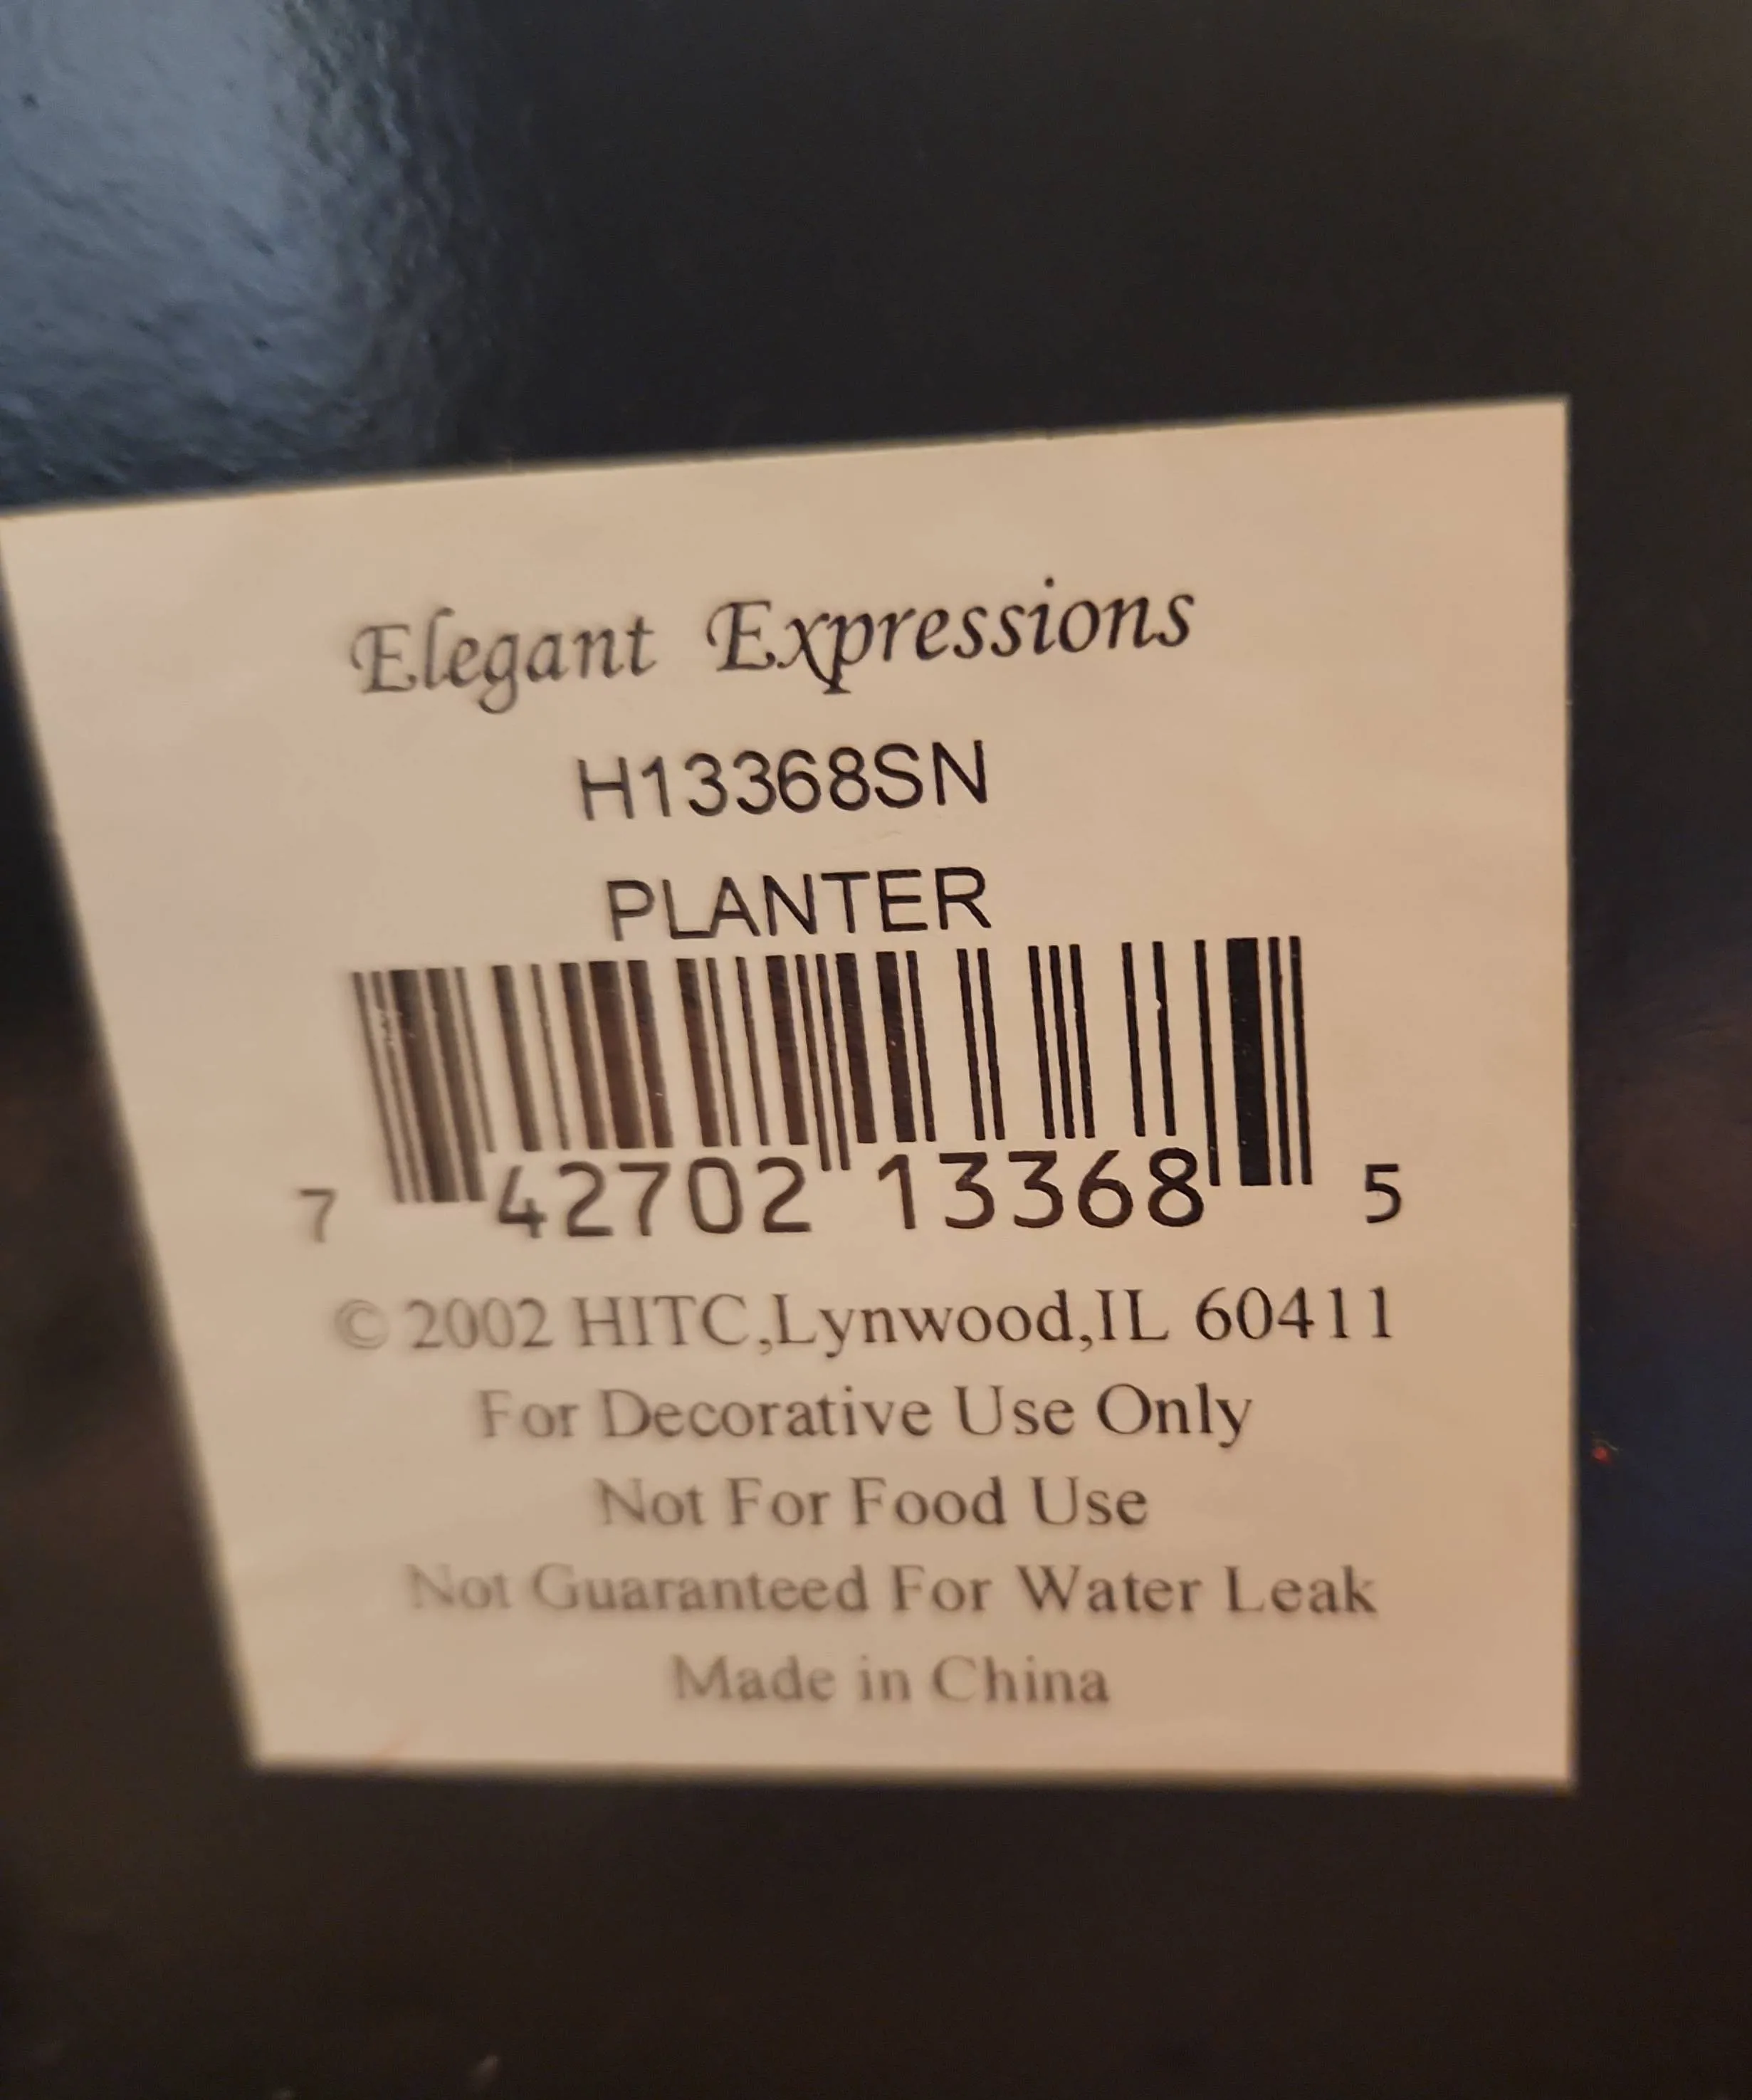 Elegant Expressions
H13368SN
PLANTER
7 42702 13368 5
© 2002 HITC,Lynwood,IL 60411
For Decorative Use Only
Not For Food Use
Not Guaranteed For Water Leak
Made in China